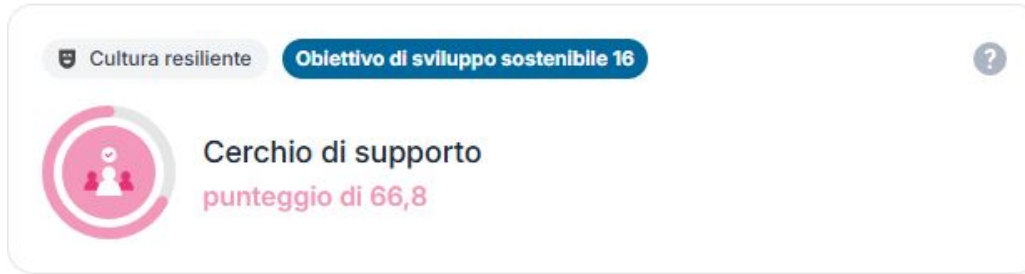 Cultura resiliente
Obiettivo di sviluppo sostenibile 16
?
Cerchio di supporto
punteggio di 66,8